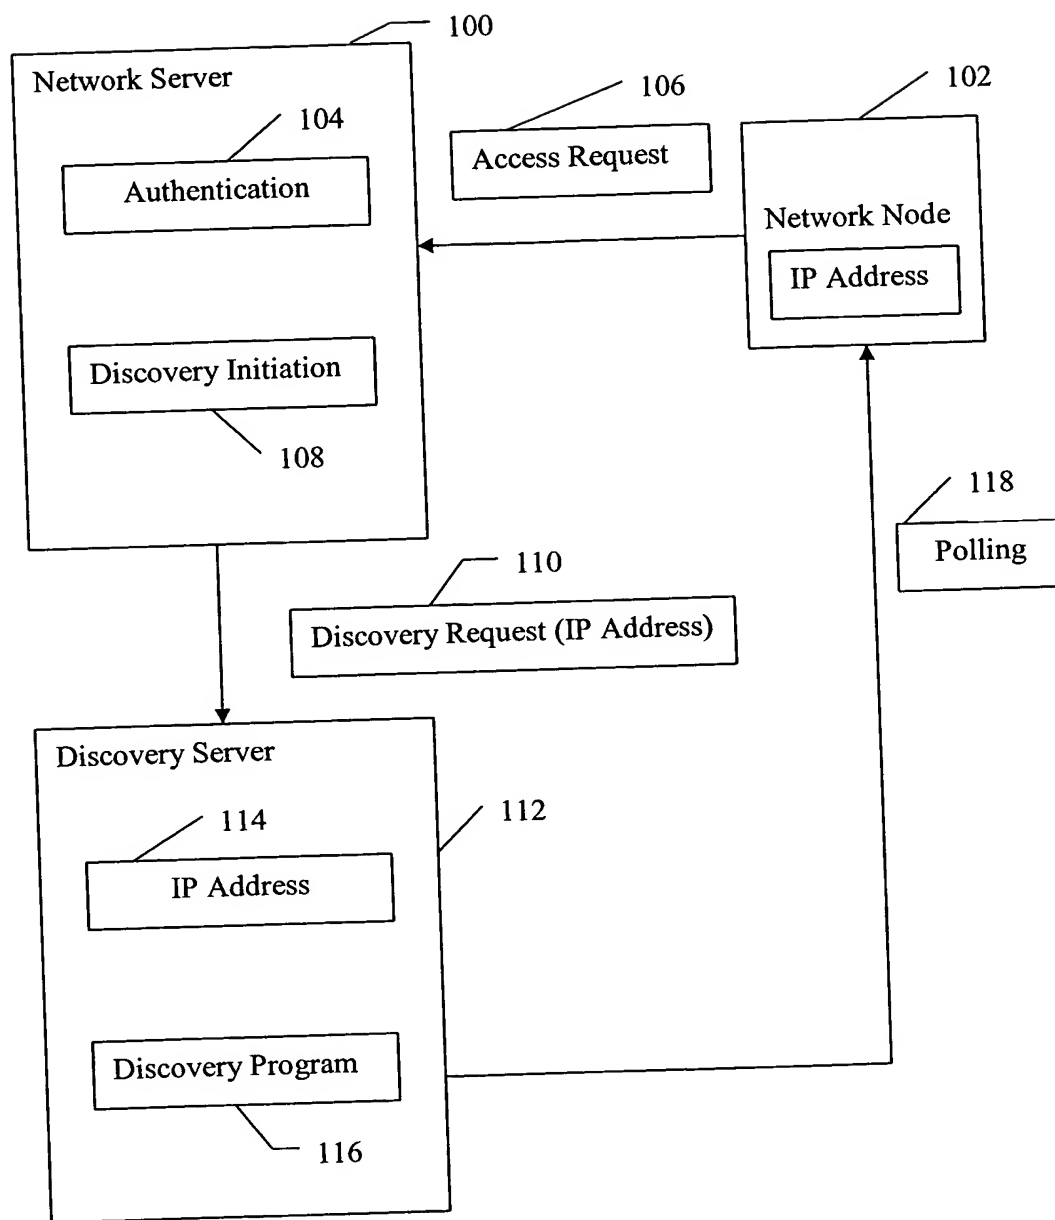 100
Network Server
106
102
104
Access Request
Authentication
Network Node
IP Address
Discovery Initiation
108
118
Polling
110
Discovery Request (IP Address)
Discovery Server
114
112
IP Address
Discovery Program
116